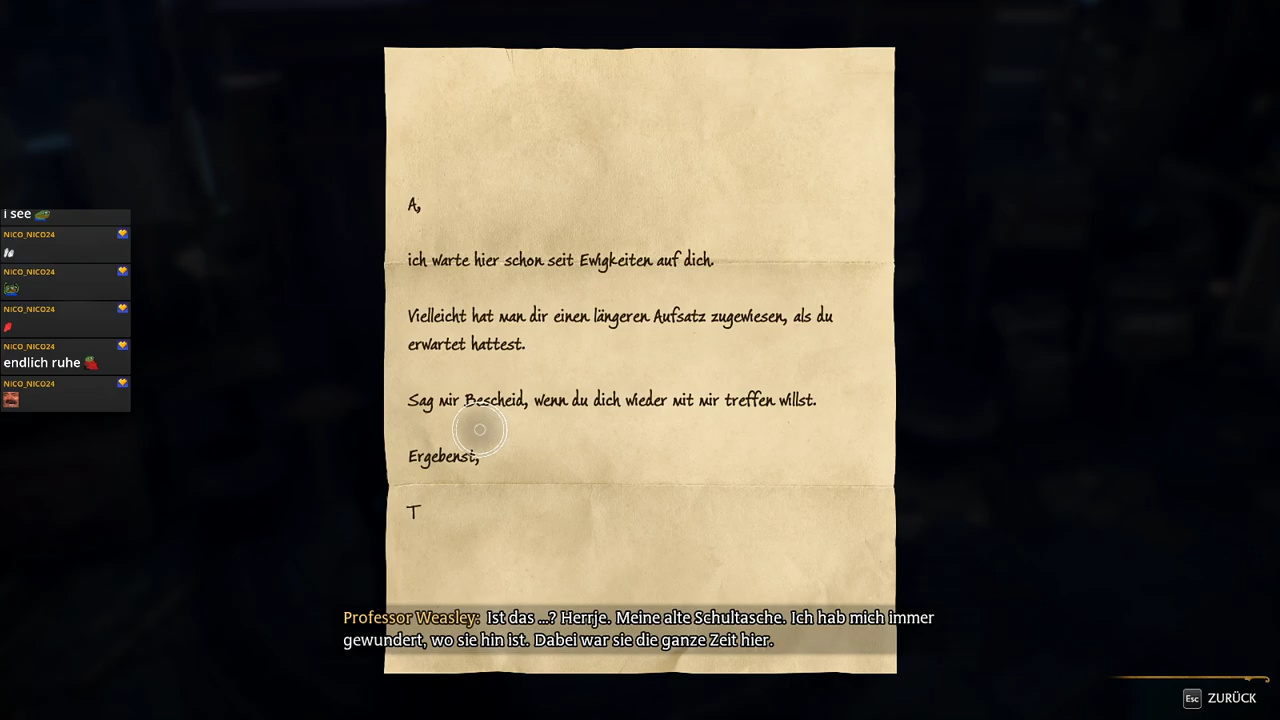 i see
NICO_NICO24
NICO_NICO24
NICO_NICO24
NICO_NICO24
endlich ruhe
NICO_NICO24
A,
ich warte hier schon seit Ewigkeiten auf dich.
Vielleicht hat man dir einen längeren Aufsatz zugewiesen, als du
erwartet hattest.
Sag mir Bescheid, wenn du dich wieder mit mir treffen willst.
Ergebenst,
T
Professor Weasley: Ist das ...? Herrje. Meine alte Schultasche. Ich hab mich immer
gewundert, wo sie hin ist. Dabei war sie die ganze Zeit hier.
Esc ZURÜCK